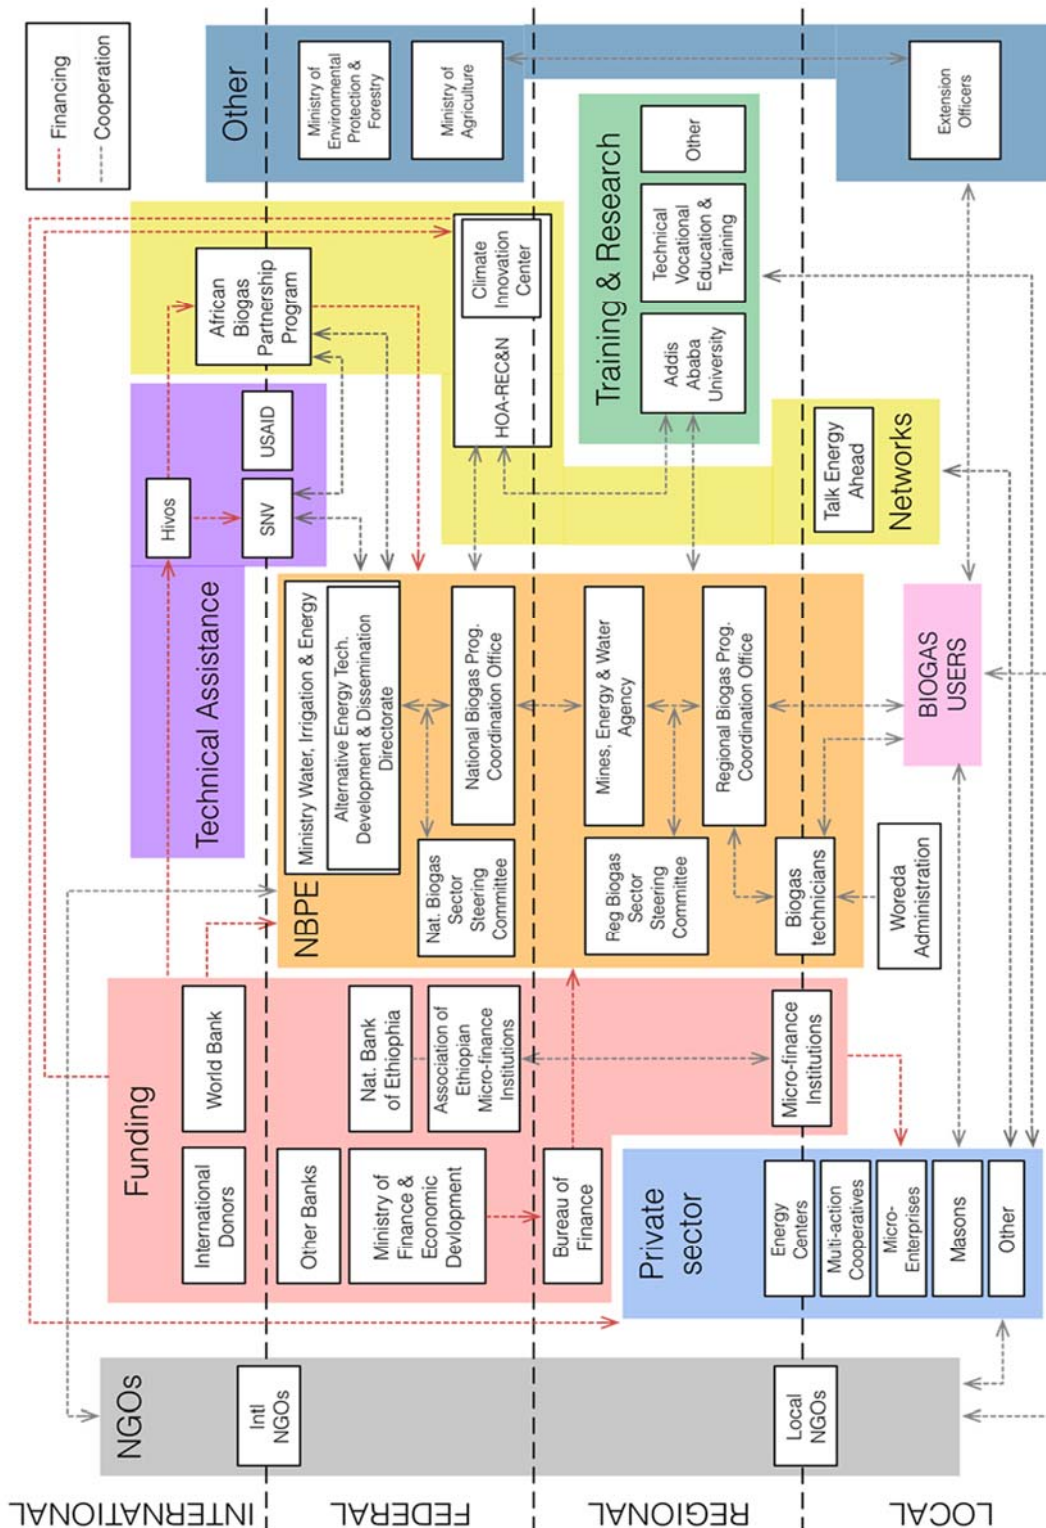 Financing
Cooperation
Other
Ministry of
Environmental
Protection &
Forestry
Ministry of
Agriculture
Extension
Officers
African
Biogas
Partnership
Program
Climate
Innovation
Center
HOA-REC&N
Training & Research
Other
Technical
Vocational
Education &
Training
Addis
Ababa
University
Talk Energy
Ahead
Networks
Technical Assistance
Hivos
USAID
SNV
NBPE
Ministry Water, Irrigation & Energy
Alternative Energy Tech.
Development & Dissemination
Directorate
National Biogas Prog.
Coordination Office
Nat. Biogas
Sector
Steering
Committee
Mines, Energy & Water
Agency
Reg Biogas
Sector
Steering
Committee
Regional Biogas Prog.
Coordination Office
Biogas
technicians
Woreda
Administration
BIOGAS
USERS
Funding
World Bank
International
Donors
Nat. Bank
of Ethiophia
Association of
Ethiopian
Micro-finance
Institutions
Other Banks
Ministry of
Finance &
Economic
Devlopment
Bureau of
Finance
Micro-finance
Institutions
Private
sector
Energy
Centers
Multi-action
Cooperatives
Micro-
Enterprises
Masons
Other
NGOs
Intl
NGOs
Local
NGOs
INTERNATIONAL
FEDERAL
REGIONAL
LOCAL